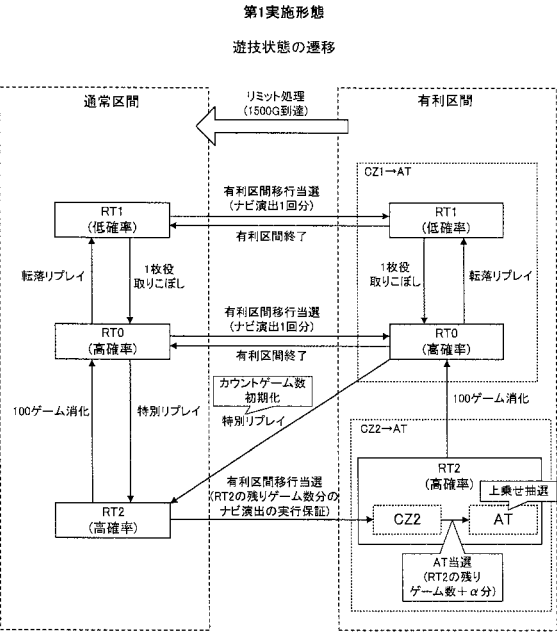 第1実施形態
遊技状態の遷移
通常区間
リミット処理
(1500G到達)
有利区間
CZ1→AT
RT1
(低確率)
有利区間移行当選
(ナビ演出1回分)
有利区間終了
RT1
(低確率)
転落リプレイ
1枚役
取りこぼし
1枚役
取りこぼし
転落リプレイ
RT0
(高確率)
有利区間移行当選
(ナビ演出1回分)
有利区間終了
RT0
(高確率)
カウントゲーム数
初期化
100ゲーム消化
特別リプレイ
特別リプレイ
100ゲーム消化
CZ2→AT
RT2
(高確率)
有利区間移行当選
(RT2の残りゲーム数分の
ナビ演出の実行保証)
RT2
(高確率)
上乗せ抽選
CZ2
AT
AT当選
(RT2の残り
ゲーム数+α分)